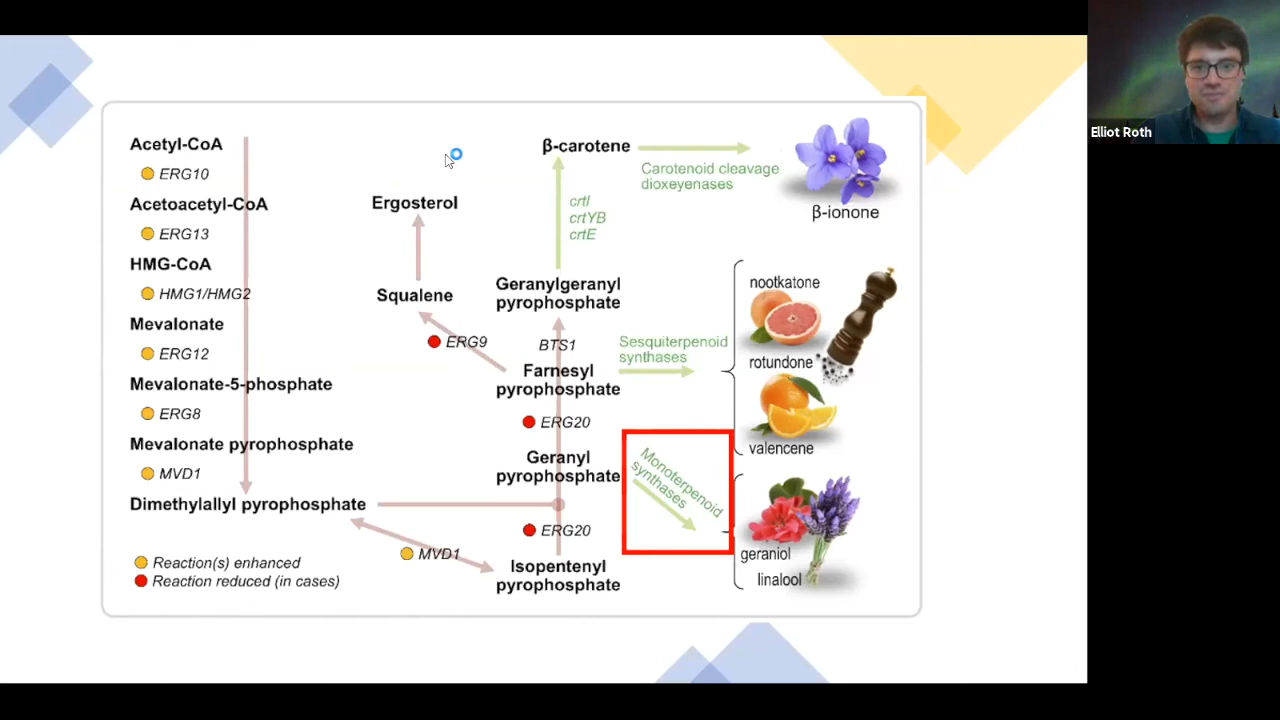 Acetyl-CoA
ERG10
Acetoacetyl-CoA
ERG13
HMG-CoA
HMG1/HMG2
Mevalonate
ERG12
Mevalonate-5-phosphate
ERG8
Mevalonate pyrophosphate
MVD1
Dimethylallyl pyrophosphate
Reaction(s) enhanced
Reaction reduced (in cases)
Ergosterol
Squalene
ERG9
MVD1
β-carotene
crtI
crtYB
crtE
Geranylgeranyl
pyrophosphate
BTS1
Farnesyl
pyrophosphate
ERG20
Geranyl
pyrophosphate
ERG20
Isopentenyl
pyrophosphate
Carotenoid cleavage
dioxeyenases
β-ionone
Sesquiterpenoid
synthases
nootkatone
rotundone
valencene
Monoterpenoid
synthases
geraniol
linalool
Elliot Roth